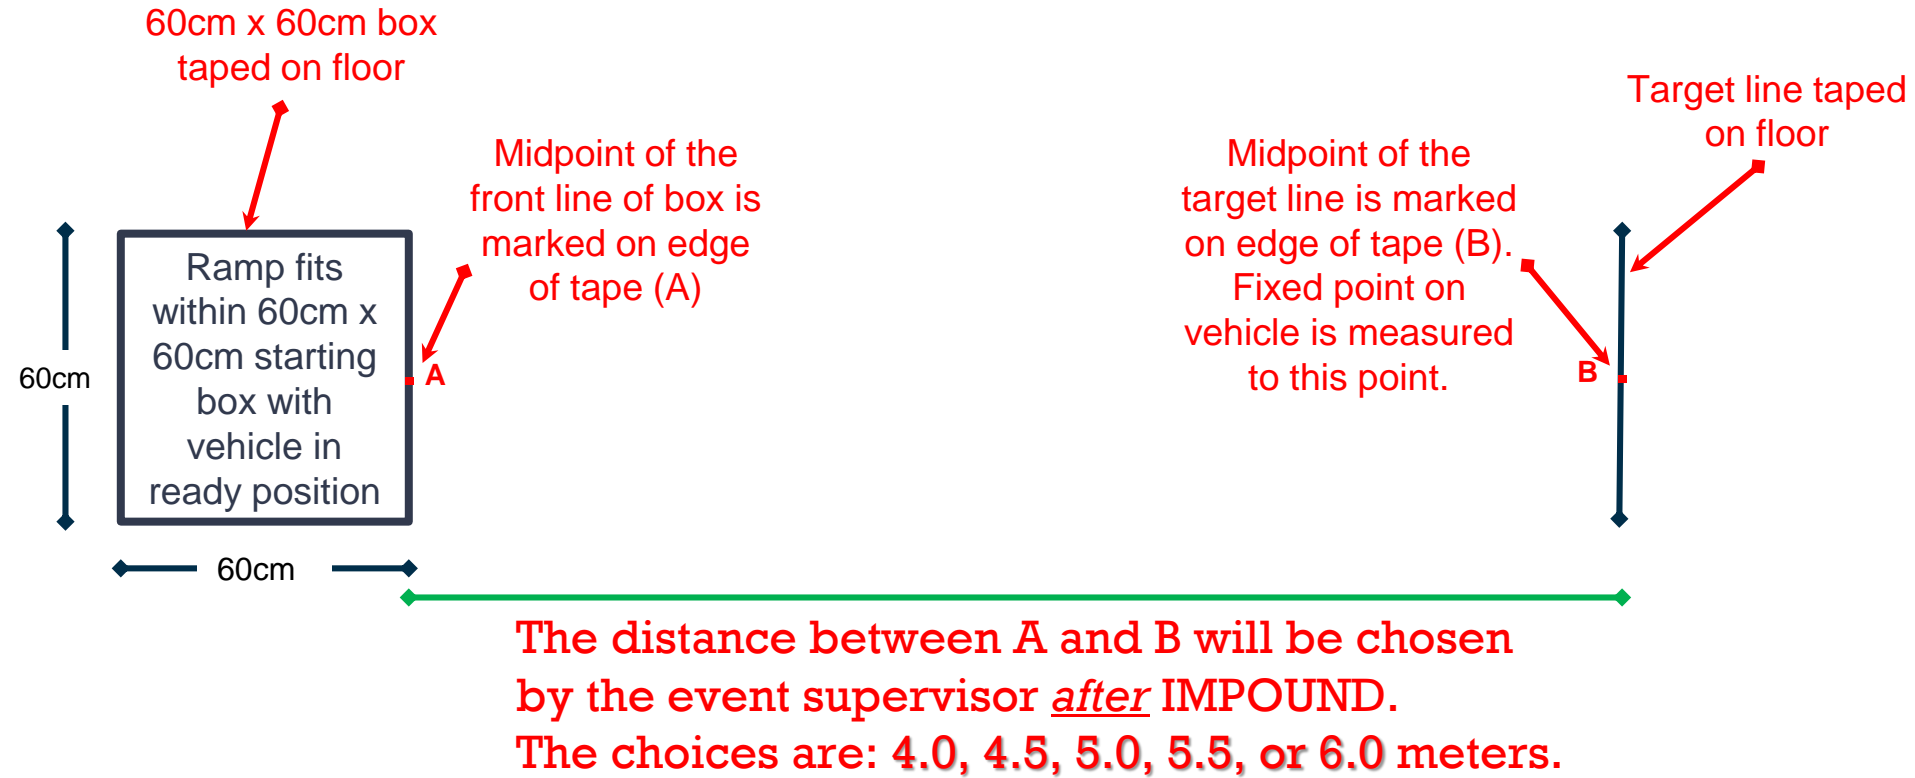 60cm x 60cm box
taped on floor
Target line taped
on floor
Midpoint of the
front line of box is
marked on edge
of tape (A)
Midpoint of the
target line is marked
on edge of tape (B).
Fixed point on
vehicle is measured
to this point.
Ramp fits
within 60cm x
60cm starting
box with
vehicle in
ready position
60cm
A
B
60cm
The distance between A and B will be chosen
by the event supervisor after IMPOUND.
The choices are: 4.0, 4.5, 5.0, 5.5, or 6.0 meters.